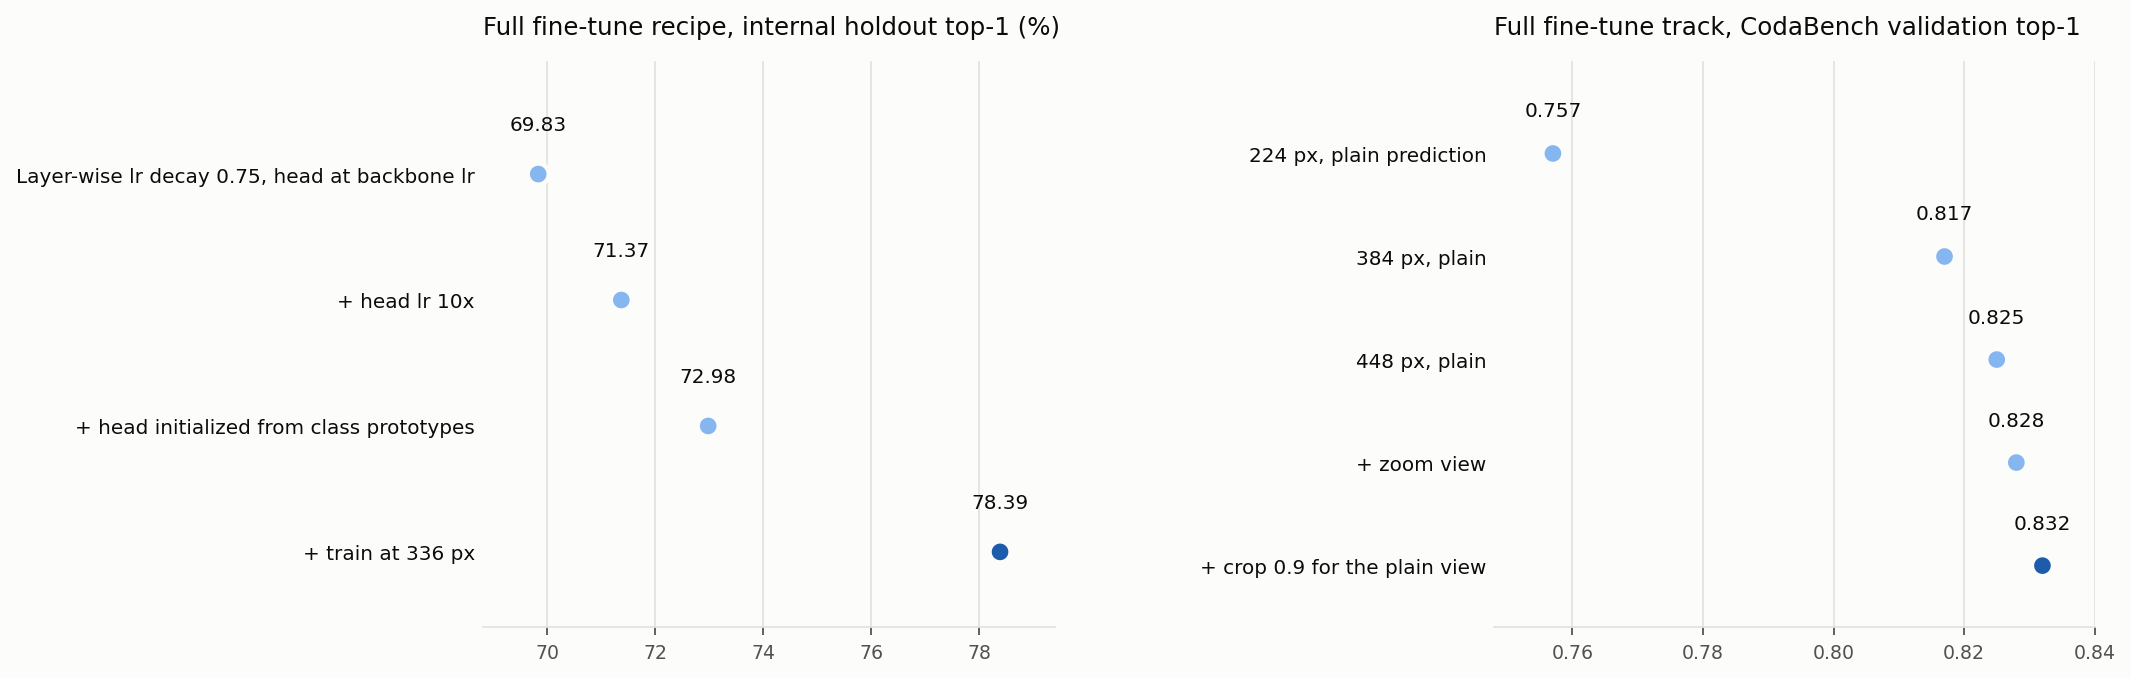 Full fine-tune recipe, internal holdout top-1 (%)
69.83
Layer-wise lr decay 0.75, head at backbone lr
71.37
+ head lr 10x
72.98
+ head initialized from class prototypes
78.39
+ train at 336 px
70 72 74 76 78
Full fine-tune track, CodaBench validation top-1
0.757
224 px, plain prediction
0.817
384 px, plain
0.825
448 px, plain
0.828
+ zoom view
0.832
+ crop 0.9 for the plain view
0.76 0.78 0.80 0.82 0.84